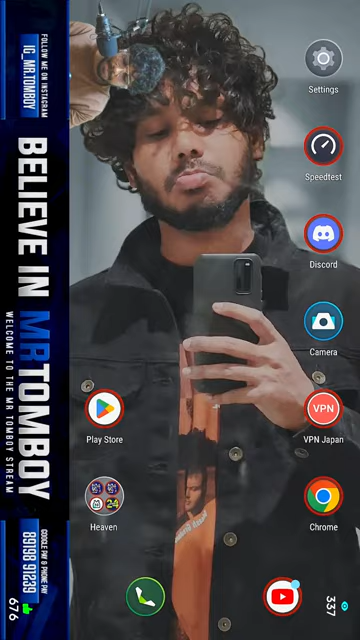 FOLLOW ME ON INSTAGRAM
IG_MR.TOMBOY
BELIEVE IN MRTOMBOY
WELCOME TO THE MR TOMBOY STREAM
GOOGLE PAY & PHONE PAY
89198 91239
676
337
Settings
Speedtest
Discord
Camera
Play Store
VPN
VPN Japan
Heaven
24
Chrome